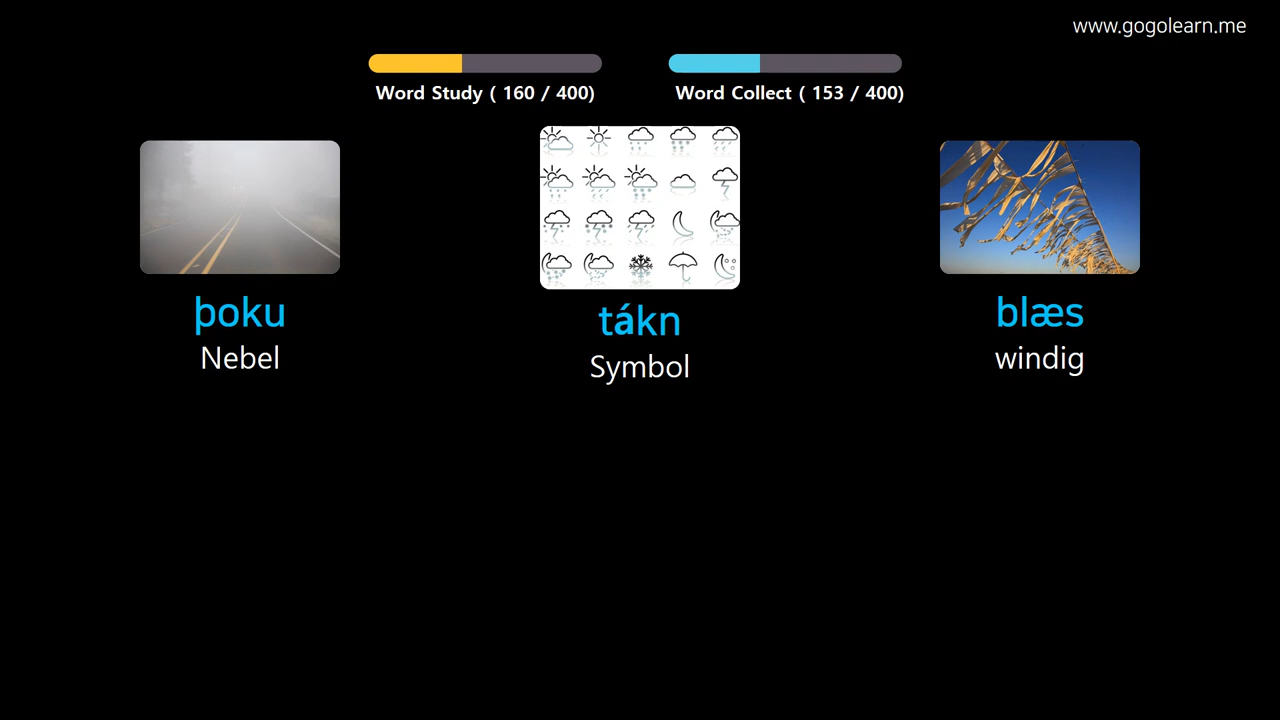 www.gogolearn.me
Word Study ( 160 / 400)
Word Collect ( 153 / 400)
þoku
Nebel
tákn
Symbol
blæs
windig